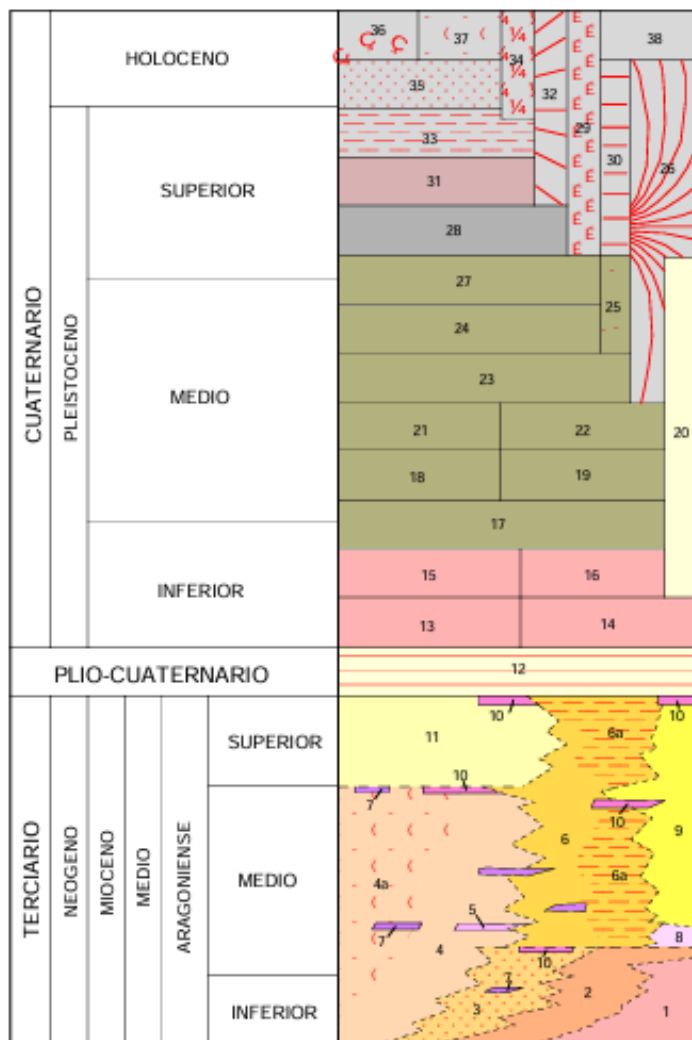 36
37
34
38
HOLOCENO
35
32
29
30
26
33
SUPERIOR
31
28
27
25
24
23
CUATERNARIO
PLEISTOCENO
MEDIO
21
22
20
18
19
17
INFERIOR
15
16
13
14
PLIO-CUATERNARIO
12
10
10
SUPERIOR
11
6a
10
7
10
TERCIARIO
NEOGENO
MIOCENO
MEDIO
ARAGONIENSE
MEDIO
6
9
4a
6a
5
7
4
8
10
7
2
INFERIOR
3
1